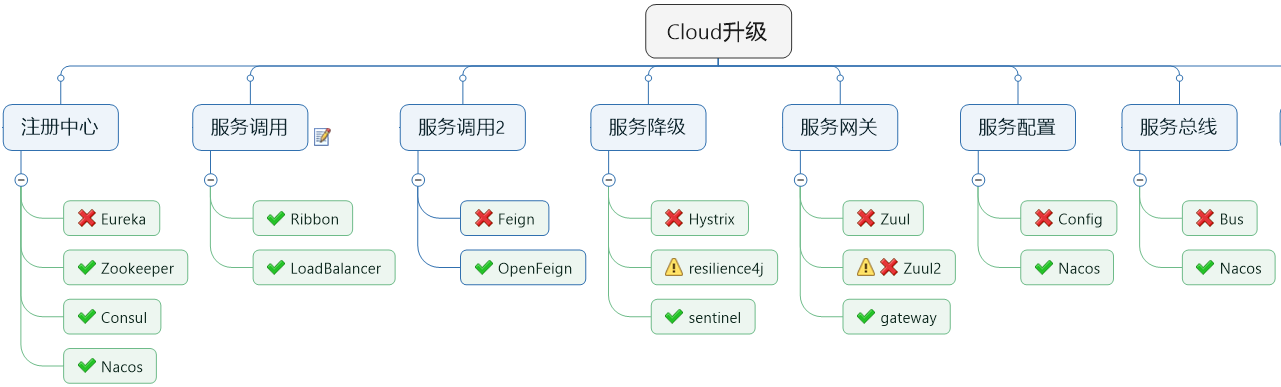 Cloud升级
注册中心
Eureka
Zookeeper
Consul
Nacos
服务调用
Ribbon
LoadBalancer
服务调用2
Feign
OpenFeign
服务降级
Hystrix
resilience4j
sentinel
服务网关
Zuul
Zuul2
gateway
服务配置
Config
Nacos
服务总线
Bus
Nacos